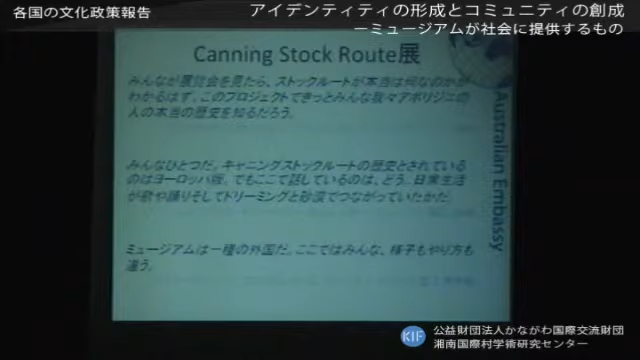 各国の文化政策報告
アイデンティティの形成とコミュニティの創成
－ミュージアムが社会に提供するもの
Canning Stock Route展
みんなが展覧会を見たら、ストックルートが本当は何なのかが
わかるはず。このプロジェクトできっとみんな我々アボリジニの
人の本当の歴史を知るだろう。
みんなひとつだ。キャニングストックルートの歴史とされている
のはヨーロッパ版。でもここで話しているのは、どう、日常生活
が歌や踊りそしてドリーミングと砂漠でつながっていたかだ。
ミュージアムは一種の外国だ。ここではみんな、様子もやり方も
違う。
Australian Embassy
KIF
公益財団法人かながわ国際交流財団
湘南国際村学術研究センター